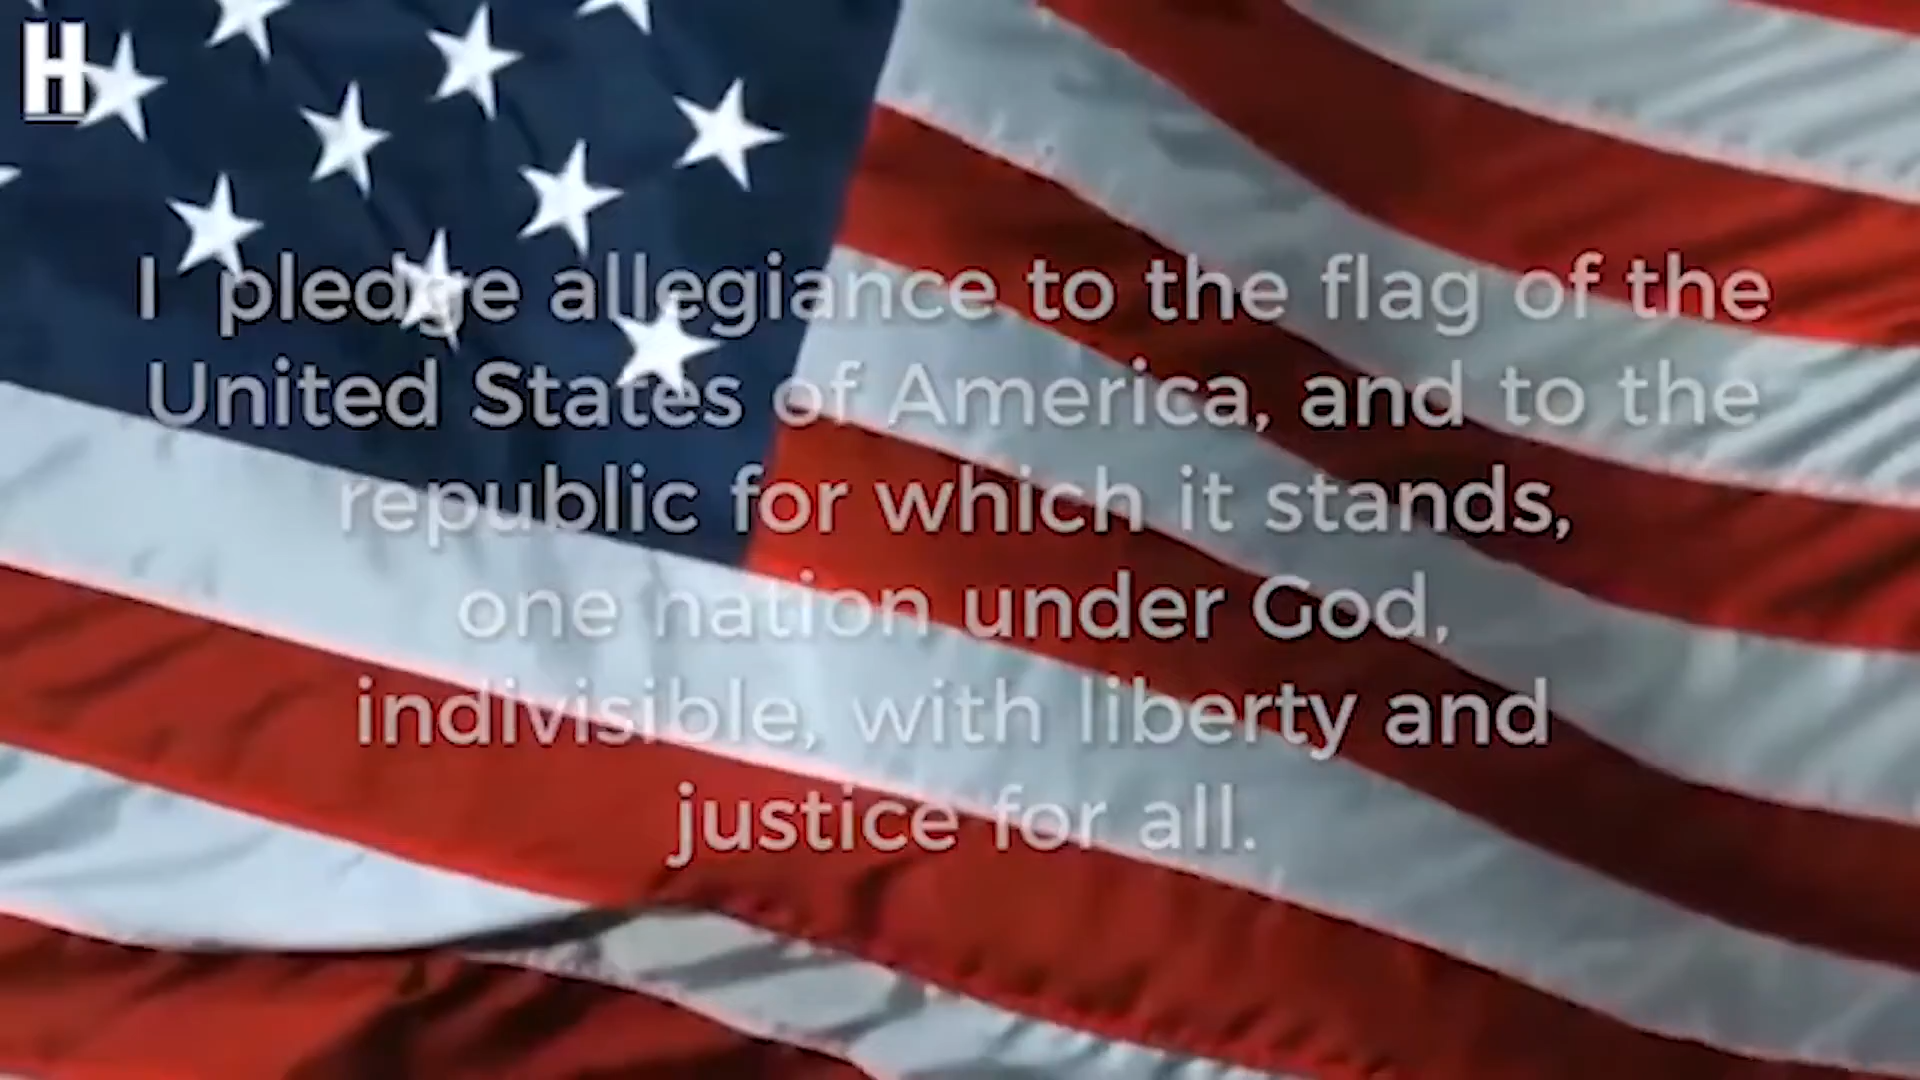 H
I pledge allegiance to the flag of the
United States of America, and to the
republic for which it stands,
one nation under God,
indivisible, with liberty and
justice for all.